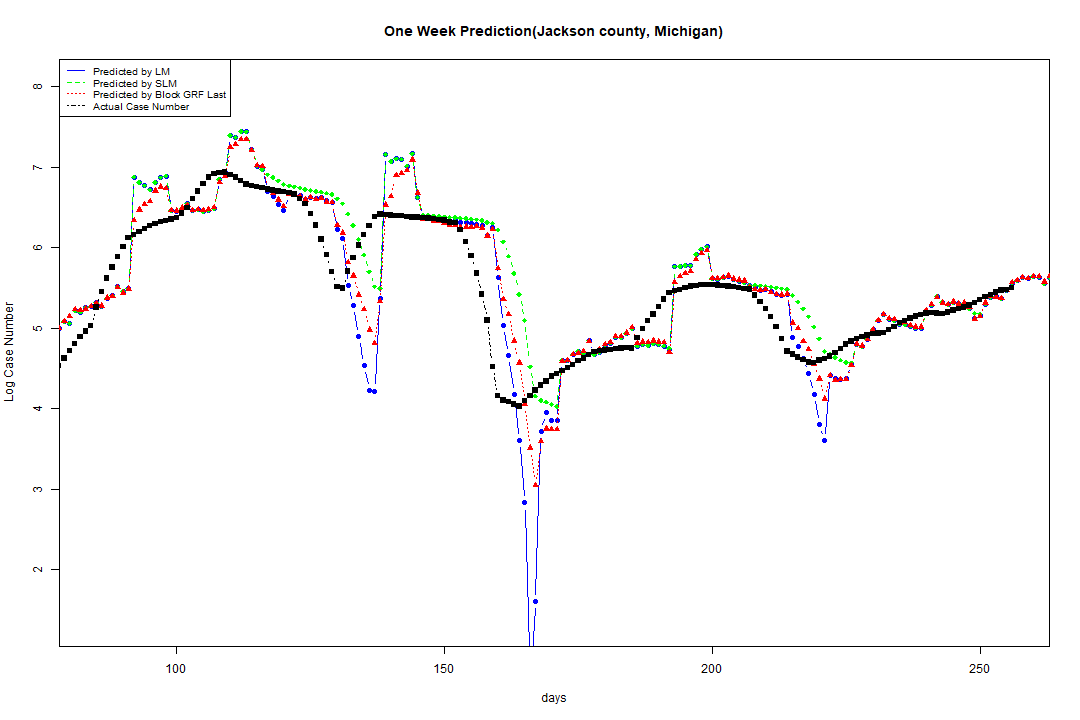 One Week Prediction(Jackson county, Michigan)
Predicted by LM
Predicted by SLM
Predicted by Block GRF Last
Actual Case Number
8
7
6
5
4
3
2
Log Case Number
100 150 200 250
days